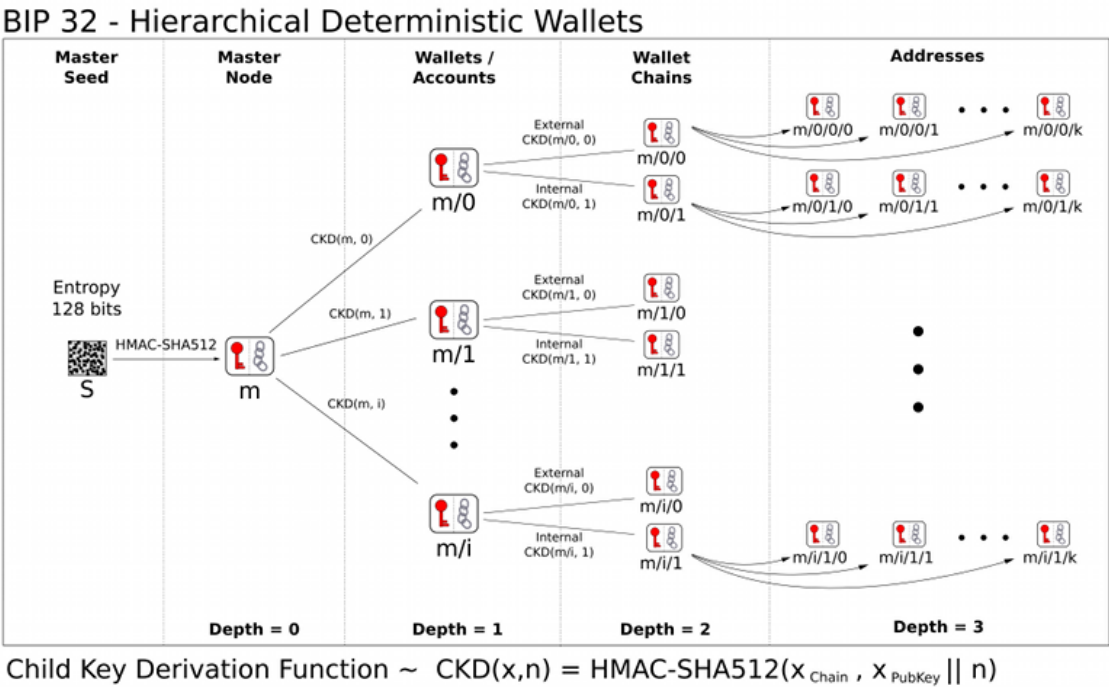 BIP 32 - Hierarchical Deterministic Wallets
Master
Seed
Master
Node
Wallets /
Accounts
Wallet
Chains
Addresses
Entropy
128 bits
S
HMAC-SHA512
m
CKD(m, 0)
CKD(m, 1)
CKD(m, i)
m/0
m/1
m/i
External
CKD(m/0, 0)
Internal
CKD(m/0, 1)
External
CKD(m/1, 0)
Internal
CKD(m/1, 1)
External
CKD(m/i, 0)
Internal
CKD(m/i, 1)
m/0/0
m/0/1
m/1/0
m/1/1
m/i/0
m/i/1
m/0/0/0 m/0/0/1 m/0/0/k
m/0/1/0 m/0/1/1 m/0/1/k
m/i/1/0 m/i/1/1 m/i/1/k
Depth = 0
Depth = 1
Depth = 2
Depth = 3
Child Key Derivation Function ~ CKD(x,n) = HMAC-SHA512(x Chain , x PubKey || n)